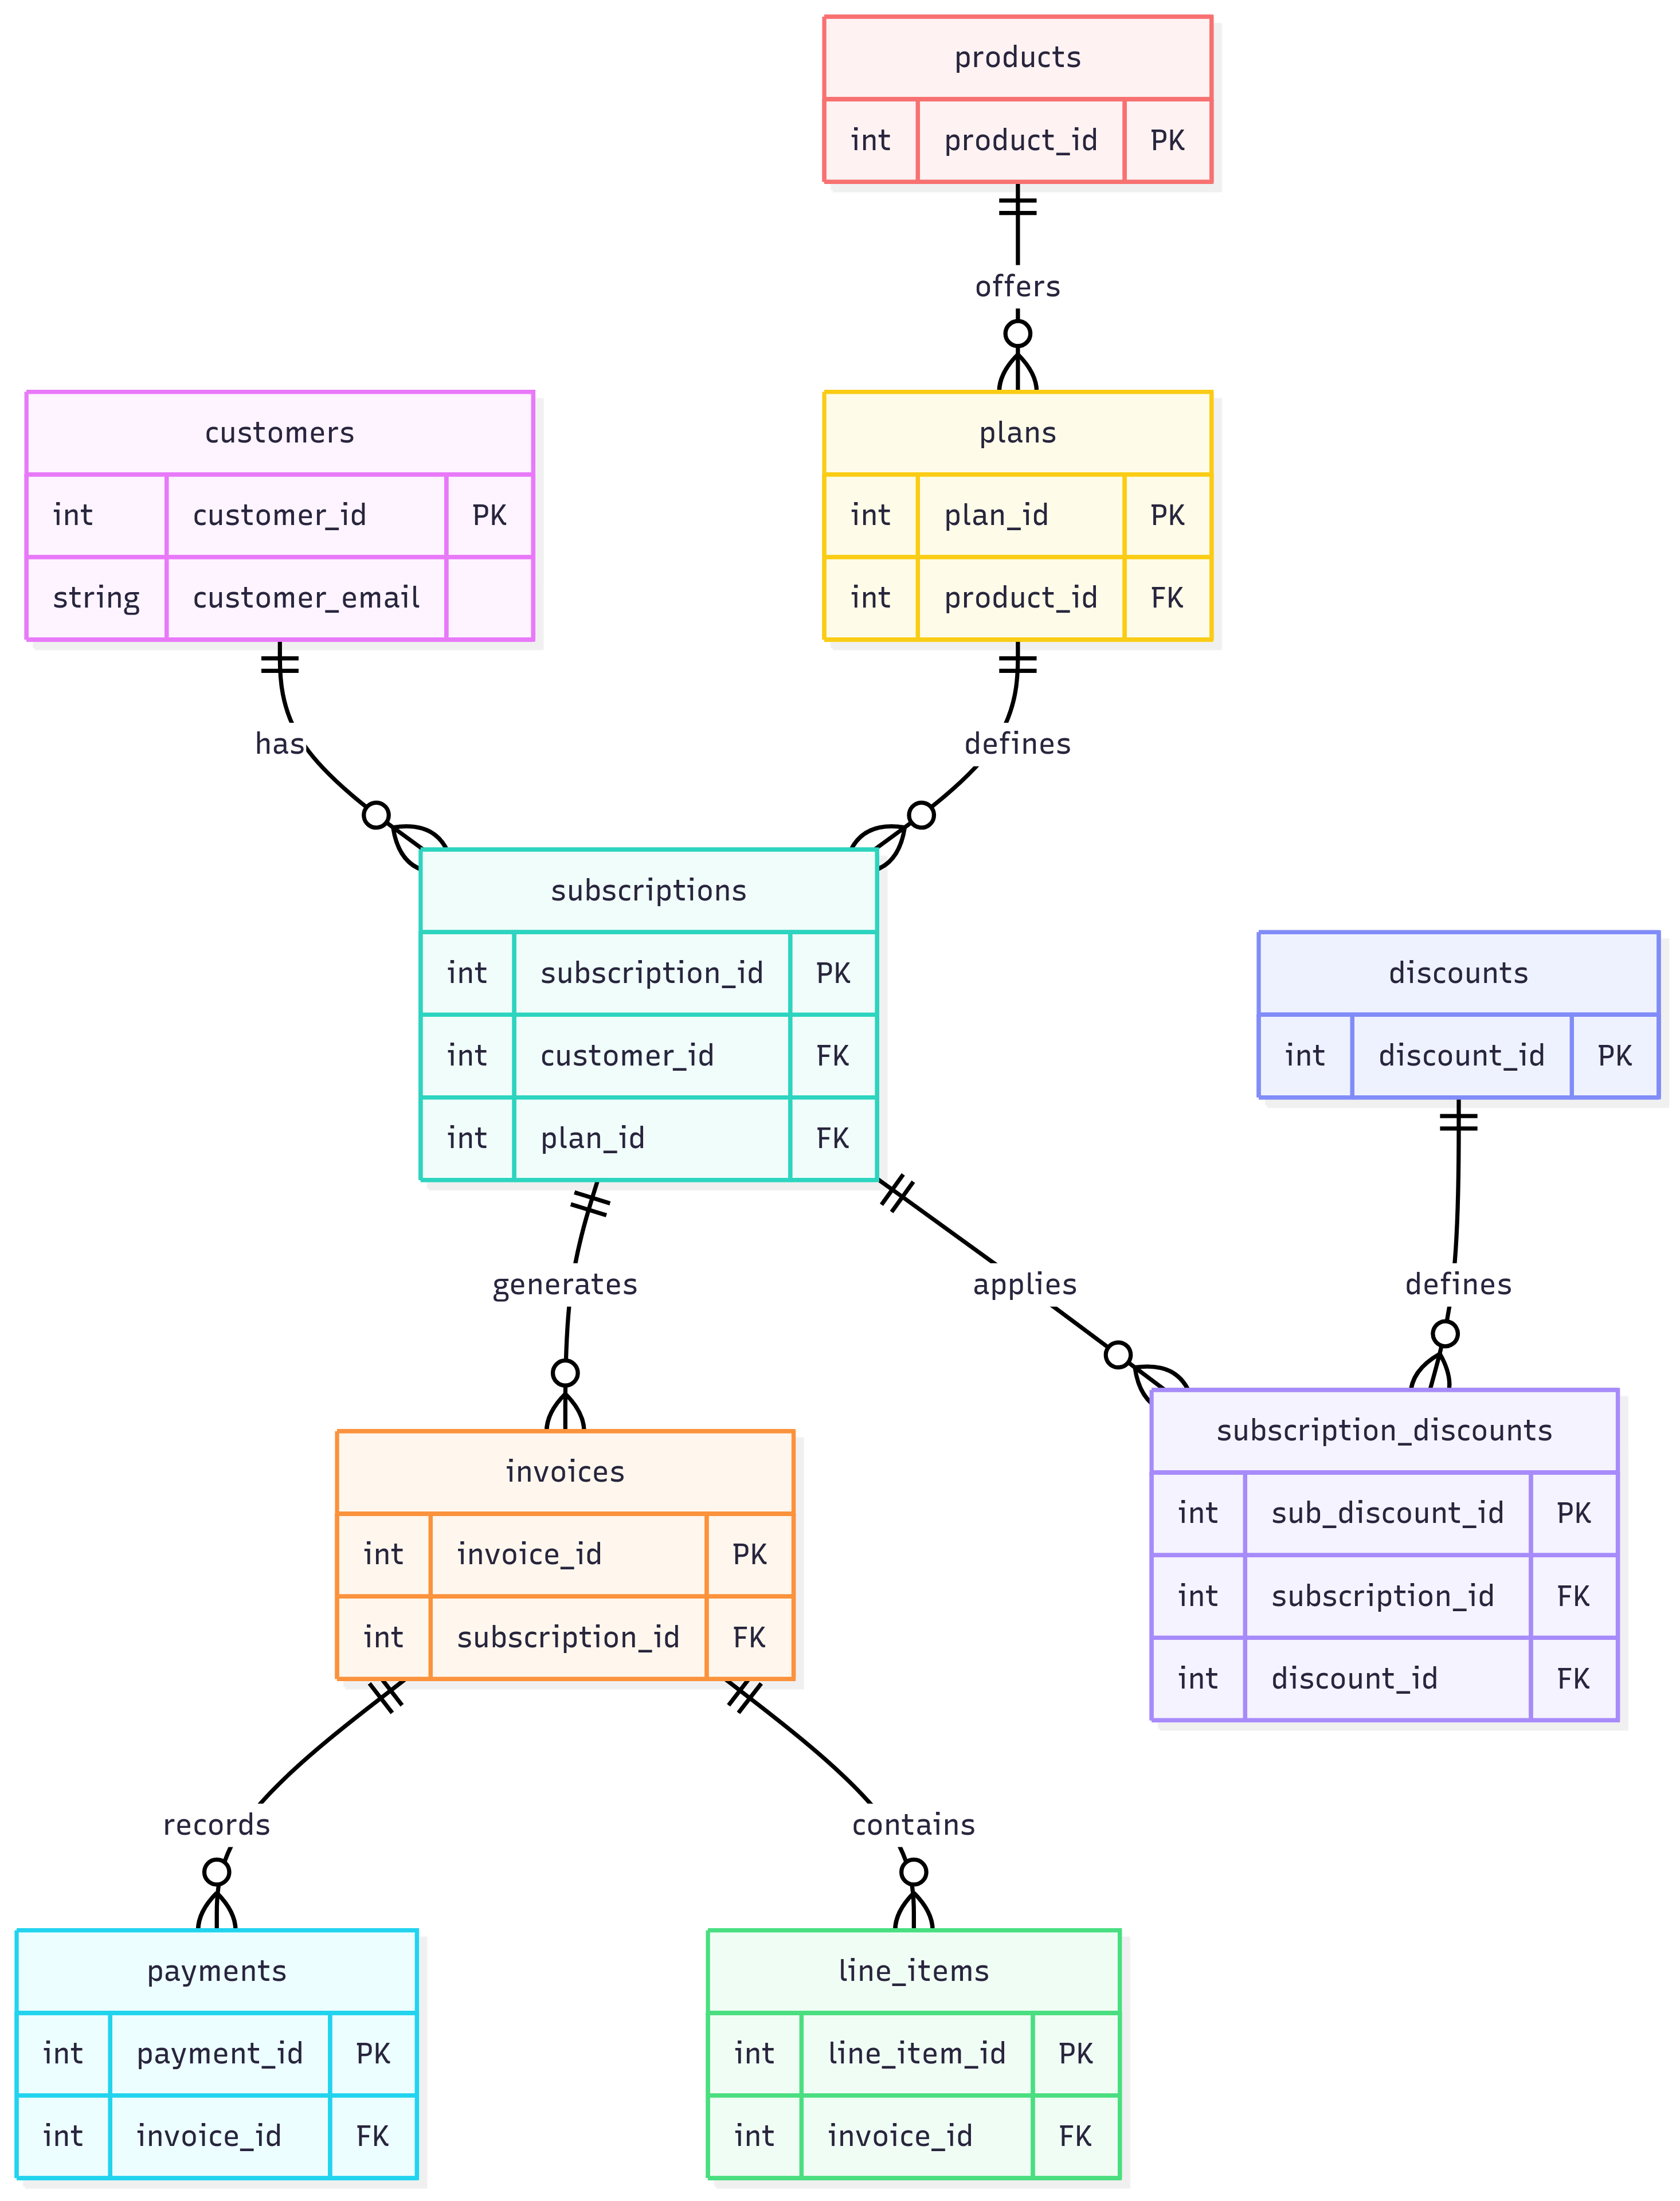 products
int product_id PK
offers
customers
int customer_id PK
string customer_email
plans
int plan_id PK
int product_id FK
has
defines
subscriptions
int subscription_id PK
int customer_id FK
int plan_id FK
discounts
int discount_id PK
generates
applies
defines
invoices
int invoice_id PK
int subscription_id FK
subscription_discounts
int sub_discount_id PK
int subscription_id FK
int discount_id FK
records
contains
payments
int payment_id PK
int invoice_id FK
line_items
int line_item_id PK
int invoice_id FK